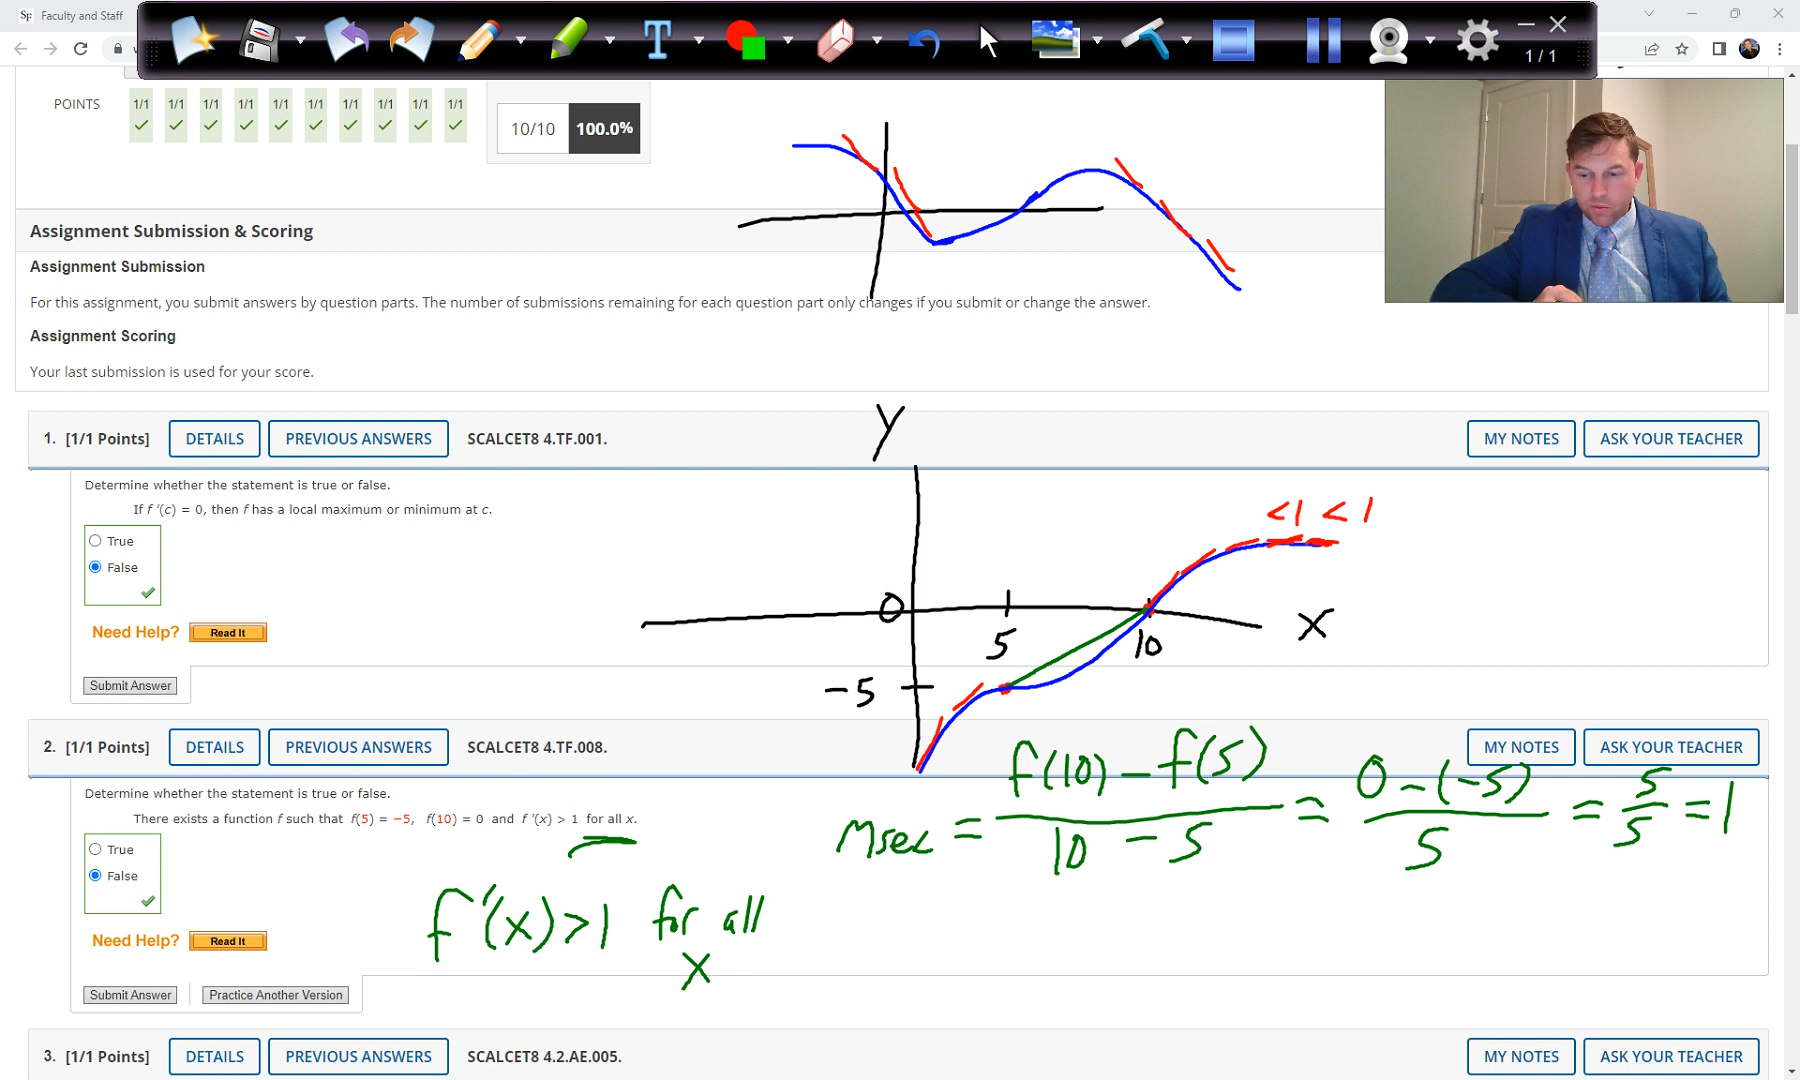 SF Faculty and Staff
1 / 1
POINTS 1/1 1/1 1/1 1/1 1/1 1/1 1/1 1/1 1/1 1/1
10/10 100.0%
Assignment Submission & Scoring
Assignment Submission
For this assignment, you submit answers by question parts. The number of submissions remaining for each question part only changes if you submit or change the answer.
Assignment Scoring
Your last submission is used for your score.
y
1. [1/1 Points] DETAILS PREVIOUS ANSWERS SCALCET8 4.TF.001. MY NOTES ASK YOUR TEACHER
Determine whether the statement is true or false.
If f '(c) = 0, then f has a local maximum or minimum at c.
<1 <1
True
False
0
5
10
x
Need Help? Read It
-5
Submit Answer
2. [1/1 Points] DETAILS PREVIOUS ANSWERS SCALCET8 4.TF.008. MY NOTES ASK YOUR TEACHER
Determine whether the statement is true or false.
There exists a function f such that f(5) = −5, f(10) = 0 and f '(x) > 1 for all x.
msec = f(10) - f(5) / 10 - 5 = 0 - (-5) / 5 = 5/5 = 1
True
False
f'(x) > 1 for all
x
Need Help? Read It
Submit Answer Practice Another Version
3. [1/1 Points] DETAILS PREVIOUS ANSWERS SCALCET8 4.2.AE.005. MY NOTES ASK YOUR TEACHER